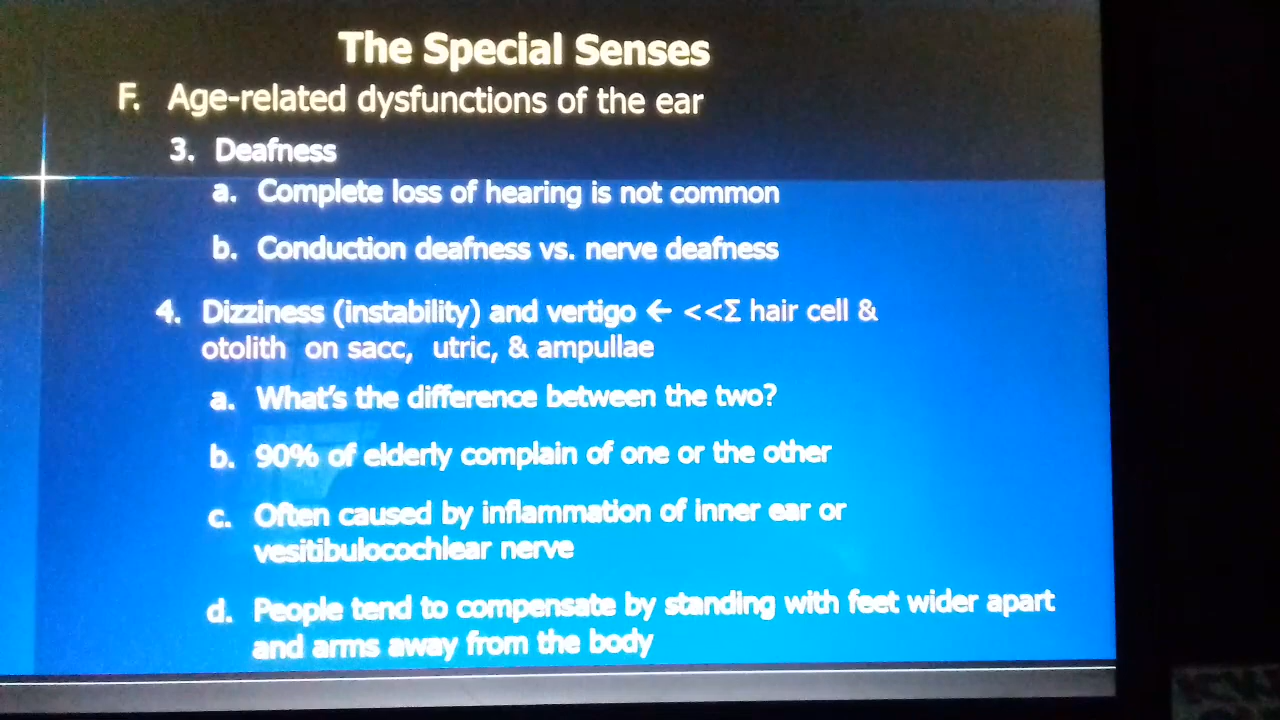 The Special Senses
F. Age-related dysfunctions of the ear
3. Deafness
a. Complete loss of hearing is not common
b. Conduction deafness vs. nerve deafness
4. Dizziness (instability) and vertigo ← <<Σ hair cell &
otolith on sacc, utric, & ampullae
a. What's the difference between the two?
b. 90% of elderly complain of one or the other
c. Often caused by inflammation of inner ear or
vesitibulocochlear nerve
d. People tend to compensate by standing with feet wider apart
and arms away from the body